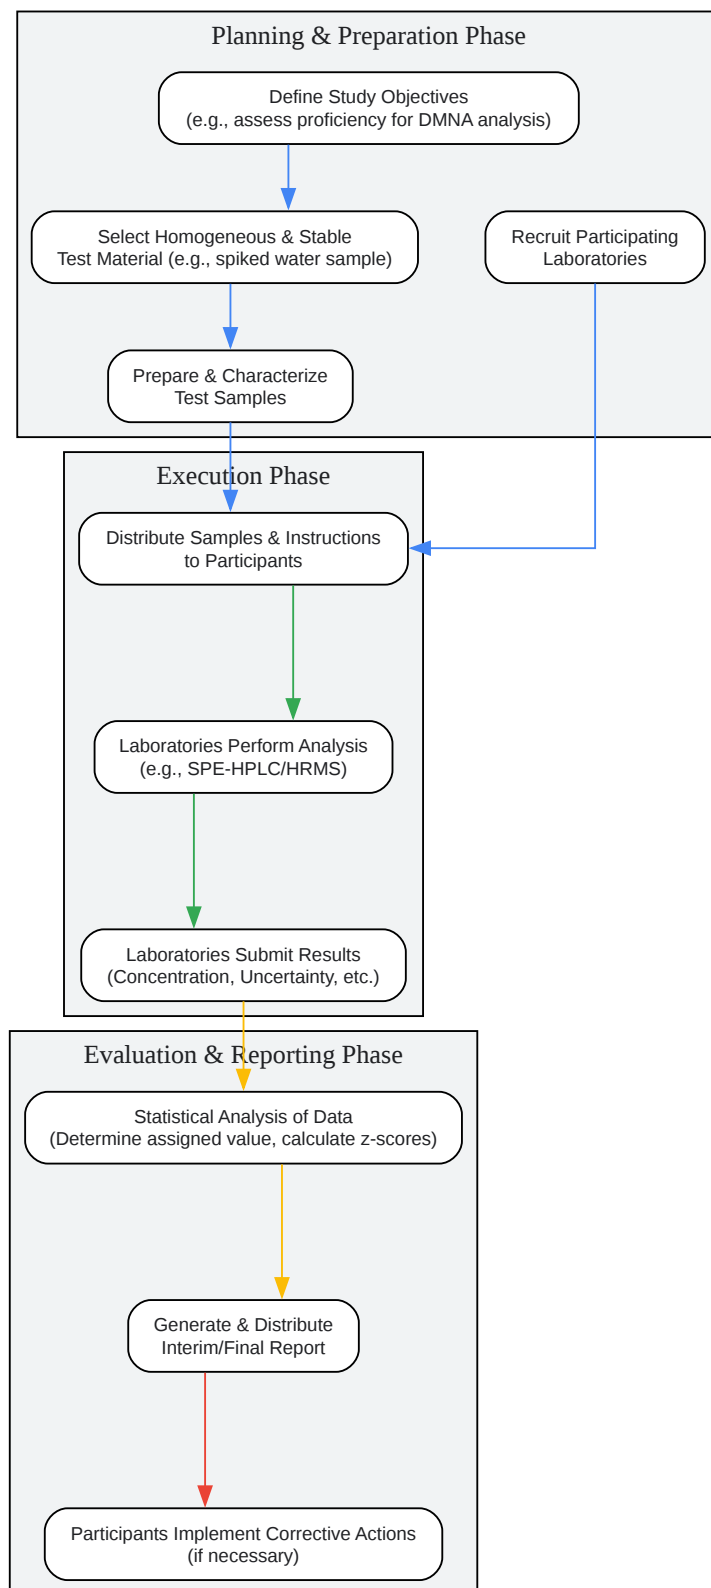 Planning & Preparation Phase
Define Study Objectives
(e.g., assess proficiency for DMNA analysis)
Select Homogeneous & Stable
Test Material (e.g., spiked water sample)
Recruit Participating
Laboratories
Prepare & Characterize
Test Samples
Execution Phase
Distribute Samples & Instructions
to Participants
Laboratories Perform Analysis
(e.g., SPE-HPLC/HRMS)
Laboratories Submit Results
(Concentration, Uncertainty, etc.)
Evaluation & Reporting Phase
Statistical Analysis of Data
(Determine assigned value, calculate z-scores)
Generate & Distribute
Interim/Final Report
Participants Implement Corrective Actions
(if necessary)